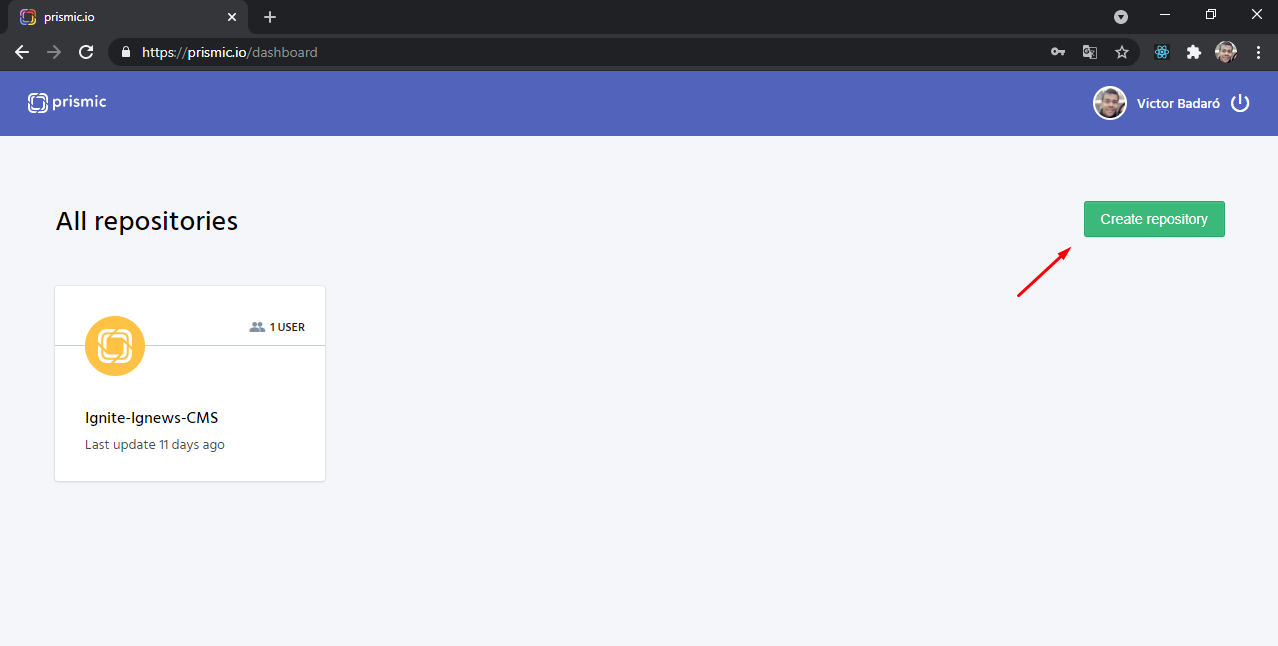 prismic.io
https://prismic.io/dashboard
prismic
Victor Badaró
All repositories
Create repository
1 USER
Ignite-Ignews-CMS
Last update 11 days ago